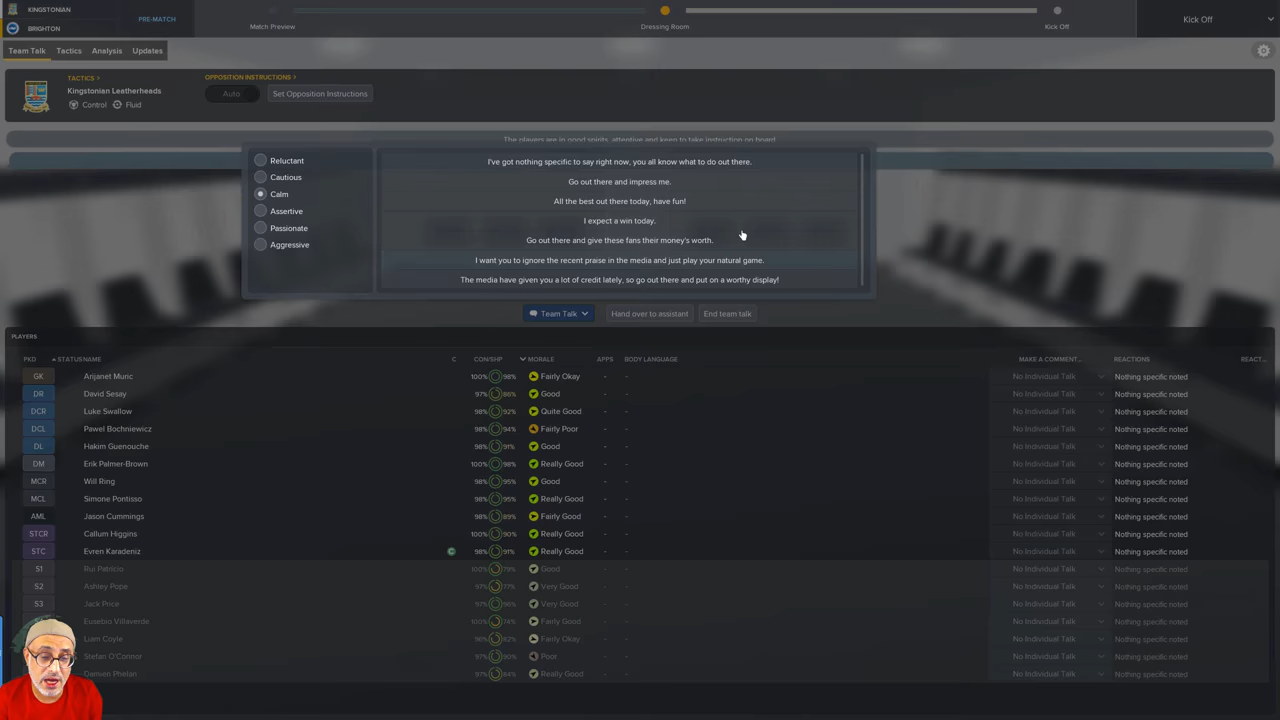 KINGSTONIAN
BRIGHTON
PRE-MATCH
Match Preview
Dressing Room
Kick Off
Kick Off
Team Talk Tactics Analysis Updates
TACTICS >
Kingstonian Leatherheads
Control Fluid
OPPOSITION INSTRUCTIONS >
Auto Set Opposition Instructions
The players are in good spirits, attentive and keen to take instruction on board
Reluctant
Cautious
Calm
Assertive
Passionate
Aggressive
I've got nothing specific to say right now, you all know what to do out there.
Go out there and impress me.
All the best out there today, have fun!
I expect a win today.
Go out there and give these fans their money's worth.
I want you to ignore the recent praise in the media and just play your natural game.
The media have given you a lot of credit lately, so go out there and put on a worthy display!
Team Talk Hand over to assistant End team talk
PLAYERS
PKD STATUS NAME C CON/SHP MORALE APPS BODY LANGUAGE MAKE A COMMENT... REACTIONS REACT...
GK Arijanet Muric 100% 98% Fairly Okay - - No Individual Talk Nothing specific noted
DR David Sesay 97% 86% Good - - No Individual Talk Nothing specific noted
DCR Luke Swallow 98% 92% Quite Good - - No Individual Talk Nothing specific noted
DCL Pawel Bochniewicz 98% 94% Fairly Poor - - No Individual Talk Nothing specific noted
DL Hakim Guenouche 98% 91% Good - - No Individual Talk Nothing specific noted
DM Erik Palmer-Brown 100% 98% Really Good - - No Individual Talk Nothing specific noted
MCR Will Ring 98% 99% Good - - No Individual Talk Nothing specific noted
MCL Simone Pontisso 98% 99% Really Good - - No Individual Talk Nothing specific noted
AML Jason Cummings 98% 89% Fairly Good - - No Individual Talk Nothing specific noted
STCR Callum Higgins 100% 90% Really Good - - No Individual Talk Nothing specific noted
STC Evren Karadeniz C 98% 91% Really Good - - No Individual Talk Nothing specific noted
S1 Rui Patrício 100% 79% Good - - No Individual Talk Nothing specific noted
S2 Ashley Pope 97% 77% Very Good - - No Individual Talk Nothing specific noted
S3 Jack Price 97% Very Good - - No Individual Talk Nothing specific noted
Eusebio Villaverde 100% 74% Fairly Good - - No Individual Talk Nothing specific noted
Liam Coyle 96% 82% Fairly Okay - - No Individual Talk Nothing specific noted
Stefan O'Connor 97% 90% Poor - - No Individual Talk Nothing specific noted
Damien Phelan 97% 84% Really Good - - No Individual Talk Nothing specific noted